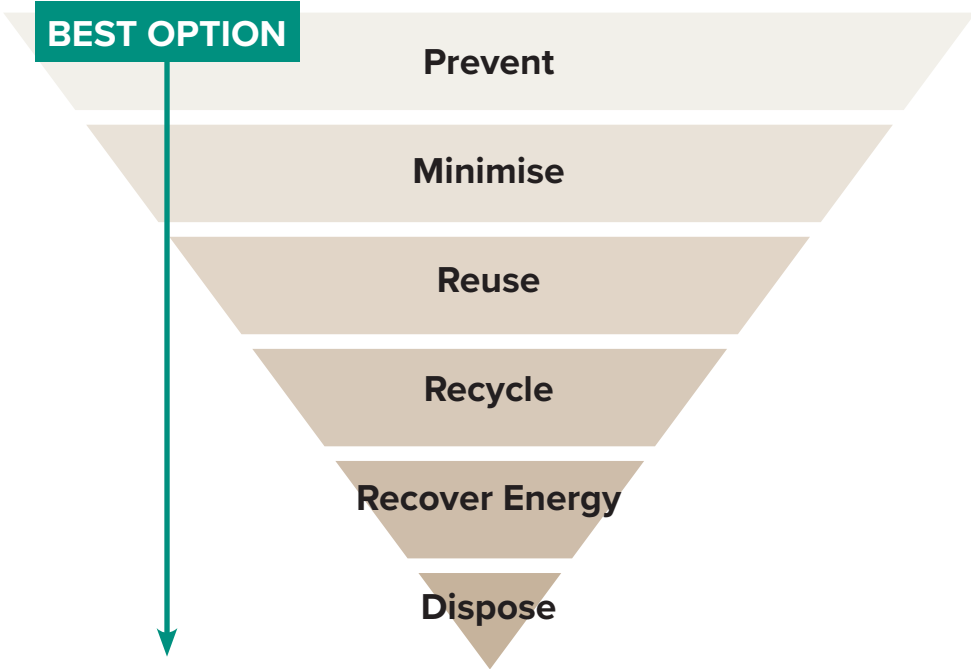 BEST OPTION
Prevent
Minimise
Reuse
Recycle
Recover Energy
Dispose